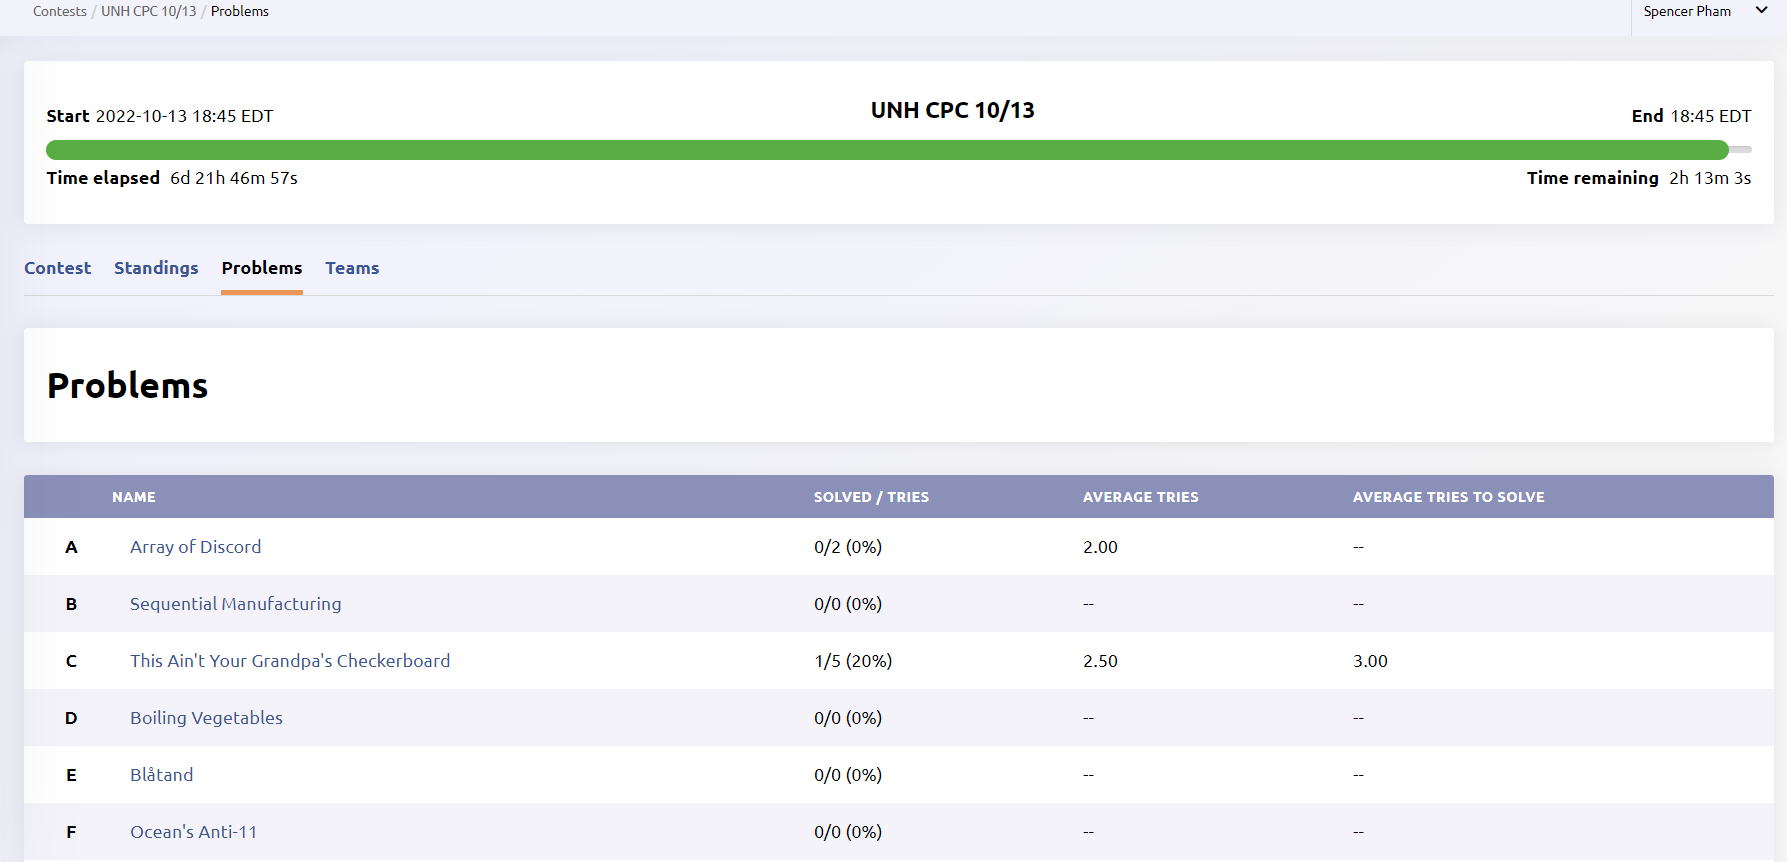 Contests / UNH CPC 10/13 / Problems
Spencer Pham
UNH CPC 10/13
Start 2022-10-13 18:45 EDT
End 18:45 EDT
Time elapsed 6d 21h 46m 57s
Time remaining 2h 13m 3s
Contest Standings Problems Teams
Problems
NAME SOLVED / TRIES AVERAGE TRIES AVERAGE TRIES TO SOLVE
A Array of Discord 0/2 (0%) 2.00 --
B Sequential Manufacturing 0/0 (0%) -- --
C This Ain't Your Grandpa's Checkerboard 1/5 (20%) 2.50 3.00
D Boiling Vegetables 0/0 (0%) -- --
E Blåtand 0/0 (0%) -- --
F Ocean's Anti-11 0/0 (0%) -- --